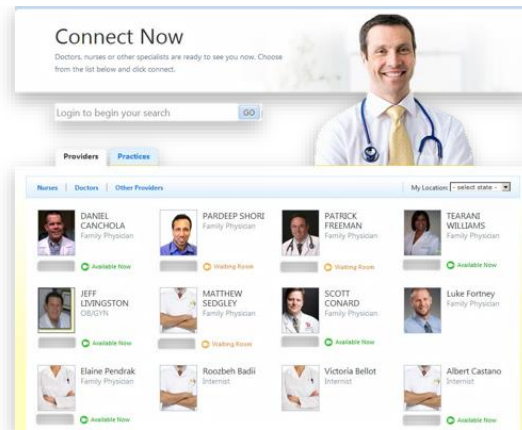 Connect Now
Doctors, nurses or other specialists are ready to see you now. Choose
from the list below and click connect.
Login to begin your search GO
Providers Practices
Nurses | Doctors | Other Providers My Location: - select state -
DANIEL CANCHOLA
Family Physician
Available Now
PARDEEP SHORI
Family Physician
Waiting Room
PATRICK FREEMAN
Family Physician
Waiting Room
TEARANI WILLIAMS
Family Physician
Available Now
JEFF LIVINGSTON
OB/GYN
Available Now
MATTHEW SEDGLEY
Family Physician
Waiting Room
SCOTT CONARD
Family Physician
Available Now
Luke Fortney
Family Physician
Elaine Pendrak
Family Physician
Available Now
Roozbeh Badii
Internist
Victoria Bellot
Internist
Albert Castano
Internist
Available Now